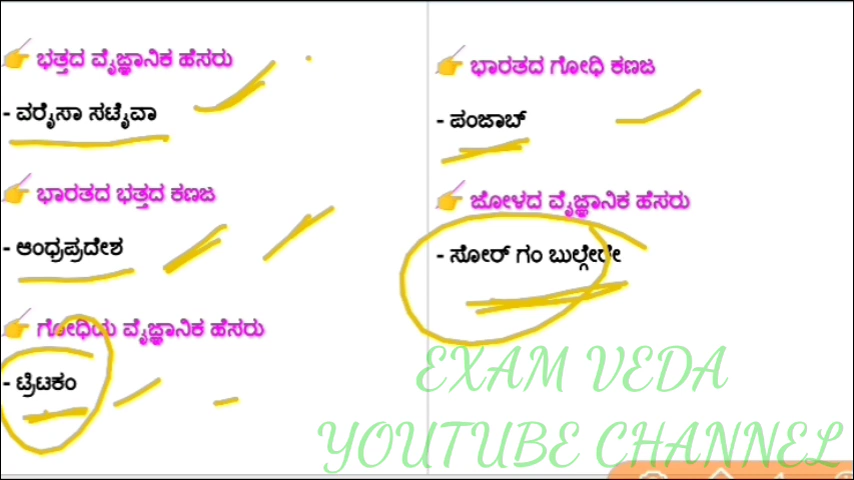 ಭತ್ತದ ವೈಜ್ಞಾನಿಕ ಹೆಸರು
- ವರೈಸಾ ಸಟೈವಾ
ಭಾರತದ ಭತ್ತದ ಕಣಜ
- ಆಂಧ್ರಪ್ರದೇಶ
ಗೋಧಿಯ ವೈಜ್ಞಾನಿಕ ಹೆಸರು
- ಟ್ರಿಟಿಕಂ
ಭಾರತದ ಗೋಧಿ ಕಣಜ
- ಪಂಜಾಬ್
ಜೋಳದ ವೈಜ್ಞಾನಿಕ ಹೆಸರು
- ಸೋರ್ ಗಂ ಬುಲ್ಗೇರೇ
EXAM VEDA
YOUTUBE CHANNEL